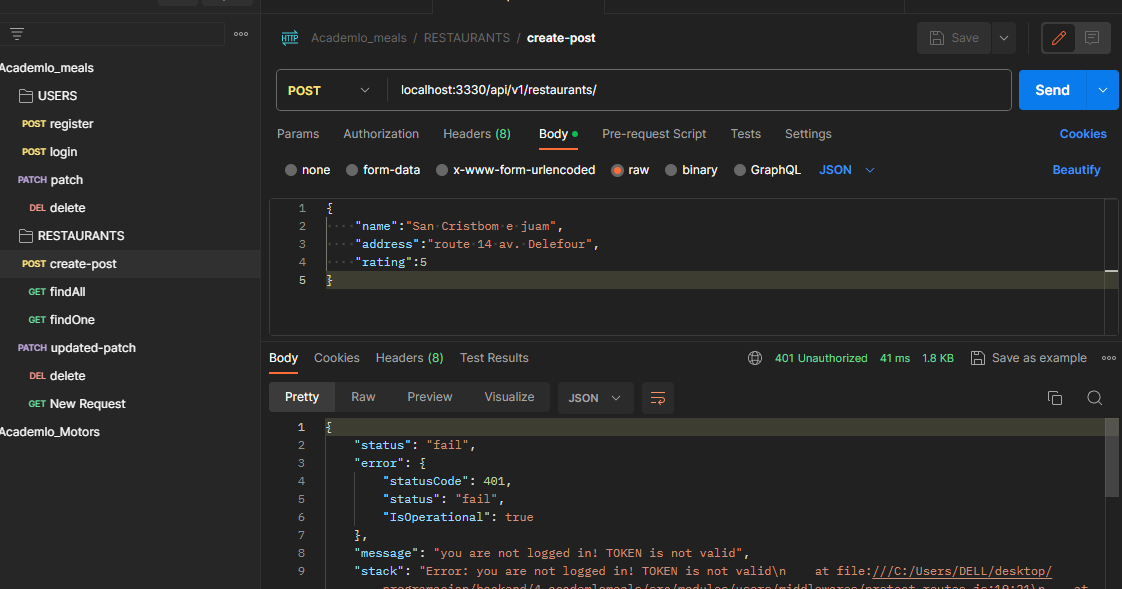 HTTP Academlo_meals / RESTAURANTS / create-post
Save
Academlo_meals
USERS
POST register
POST login
PATCH patch
DEL delete
RESTAURANTS
POST create-post
GET findAll
GET findOne
PATCH updated-patch
DEL delete
GET New Request
Academlo_Motors
POST localhost:3330/api/v1/restaurants/ Send
Params Authorization Headers (8) Body Pre-request Script Tests Settings Cookies
none form-data x-www-form-urlencoded raw binary GraphQL JSON Beautify
1 {
2 "name":"San Cristbom e juam",
3 "address":"route 14 av. Delefour",
4 "rating":5
5 }
Body Cookies Headers (8) Test Results 401 Unauthorized 41 ms 1.8 KB Save as example
Pretty Raw Preview Visualize JSON
1 {
2 "status": "fail",
3 "error": {
4 "statusCode": 401,
5 "status": "fail",
6 "IsOperational": true
7 },
8 "message": "you are not logged in! TOKEN is not valid",
9 "stack": "Error: you are not logged in! TOKEN is not valid\n    at file:///C:/Users/DELL/desktop/